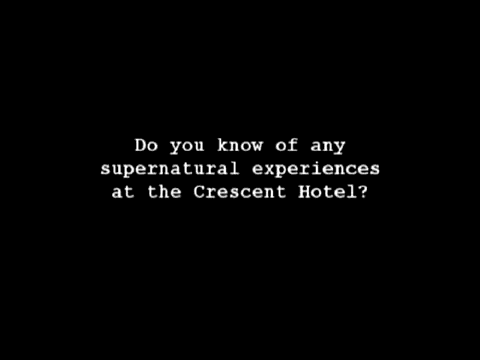 Do you know of any
supernatural experiences
at the Crescent Hotel?